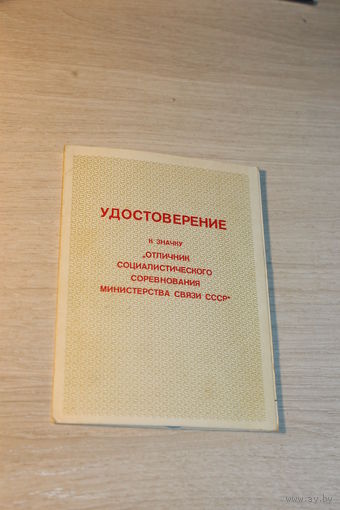 УДОСТОВЕРЕНИЕ
К ЗНАЧКУ
„ОТЛИЧНИК
СОЦИАЛИСТИЧЕСКОГО
СОРЕВНОВАНИЯ
МИНИСТЕРСТВА СВЯЗИ СССР"
www.ay.by